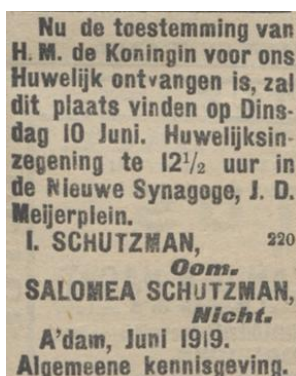 Nu de toestemming van
H. M. de Koningin voor ons
Huwelijk ontvangen is, zal
dit plaats vinden op Dins-
dag 10 Juni. Huwelijksin-
zegening te 12½ uur in
de Nieuwe Synagoge, J. D.
Meijerplein.
I. SCHUTZMAN, 220
Oom.
SALOMEA SCHUTZMAN,
Nicht.
A'dam, Juni 1919.
Algemeene kennisgeving.